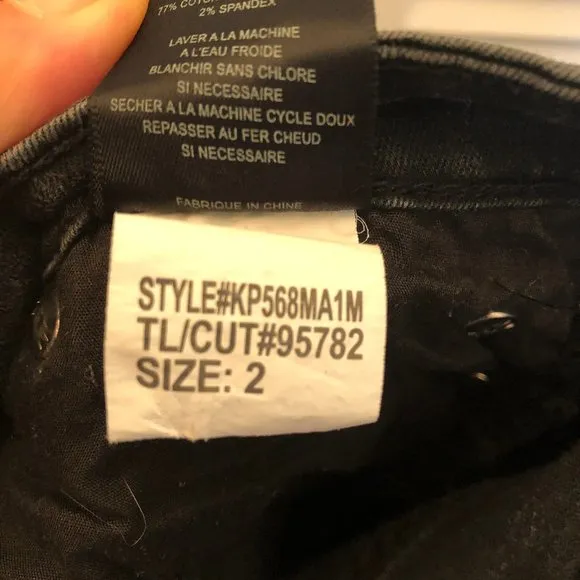 2% SPANDEX
LAVER A LA MACHINE
A L'EAU FROIDE
BLANCHIR SANS CHLORE
SI NECESSAIRE
SECHER A LA MACHINE CYCLE DOUX
REPASSER AU FER CHEUD
SI NECESSAIRE
FABRIQUE IN CHINE
STYLE#KP568MA1M
TL/CUT#95782
SIZE: 2